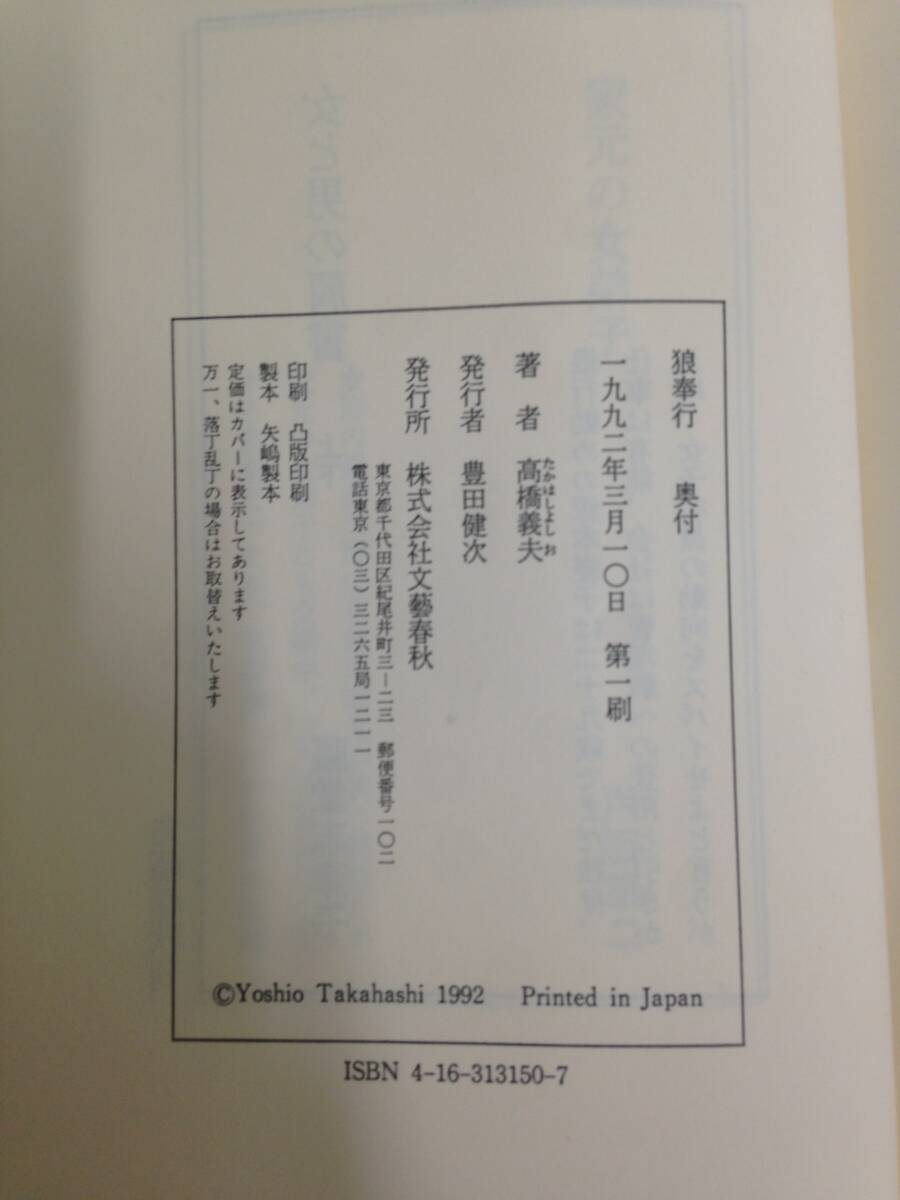 狼奉行　奥付
一九九二年三月一〇日　第一刷
著　者　高橋義夫
たかはしよしお
発行者　豊田健次
発行所　株式会社文藝春秋
東京都千代田区紀尾井町三―二三　郵便番号一〇二
電話東京(〇三)三二六五局一二一一
印刷　凸版印刷
製本　矢嶋製本
定価はカバーに表示してあります
万一、落丁乱丁の場合はお取替えいたします
©Yoshio Takahashi 1992　Printed in Japan
ISBN 4-16-313150-7